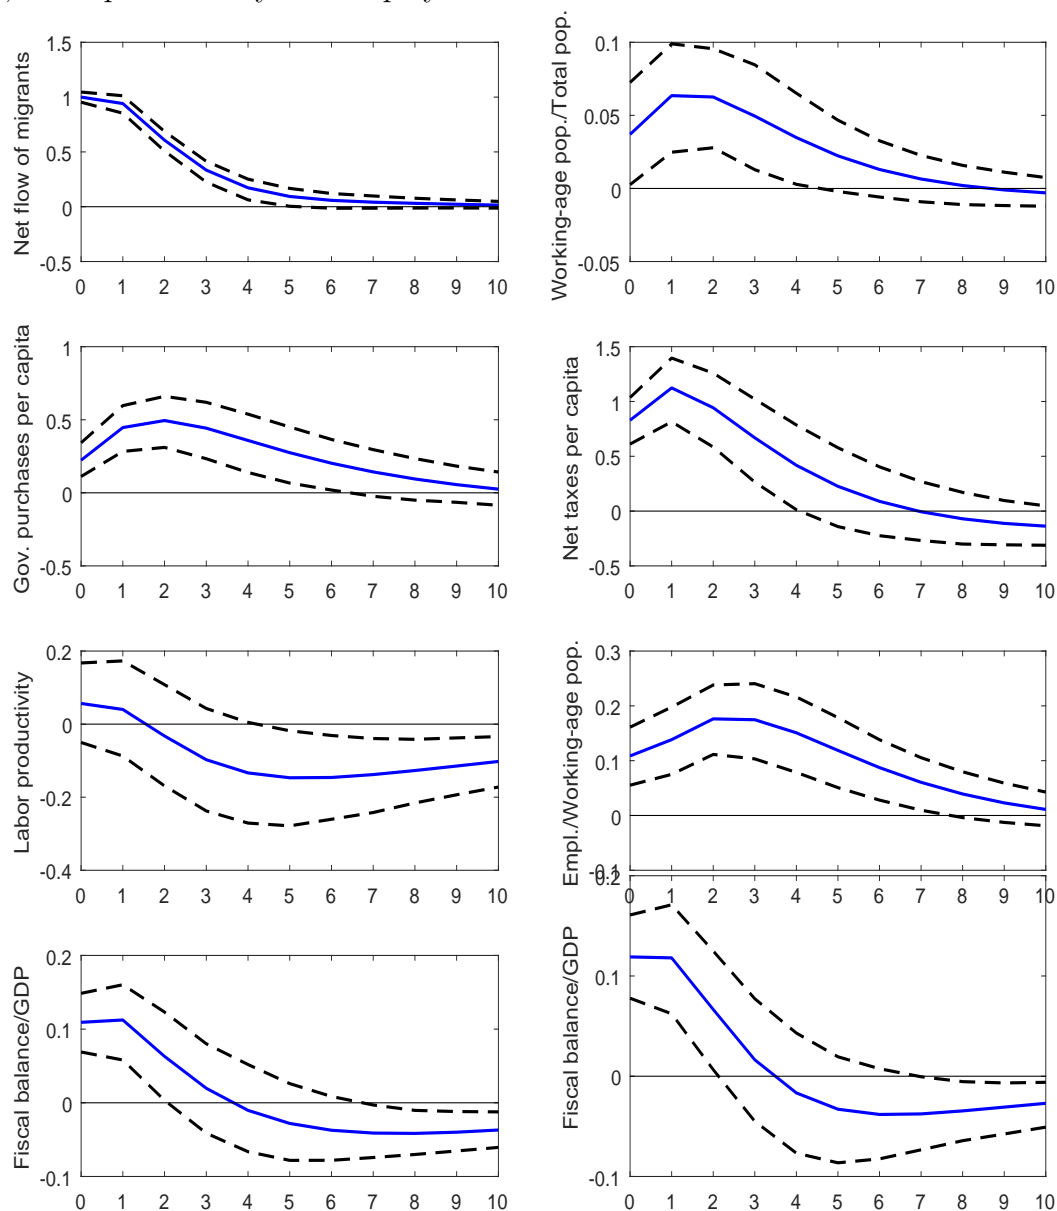 Net flow of migrants
1.5
1
0.5
0
-0.5
0 1 2 3 4 5 6 7 8 9 10
Working-age pop./Total pop.
0.1
0.05
0
-0.05
0 1 2 3 4 5 6 7 8 9 10
Gov. purchases per capita
1
0.5
0
-0.5
0 1 2 3 4 5 6 7 8 9 10
Net taxes per capita
1.5
1
0.5
0
-0.5
0 1 2 3 4 5 6 7 8 9 10
Labor productivity
0.2
0
-0.2
-0.4
0 1 2 3 4 5 6 7 8 9 10
Empl./Working-age pop.
0.3
0.2
0.1
0
-0.1
0 1 2 3 4 5 6 7 8 9 10
Fiscal balance/GDP
0.2
0.1
0
-0.1
0 1 2 3 4 5 6 7 8 9 10
Fiscal balance/GDP
0.2
0.1
0
-0.1
0 1 2 3 4 5 6 7 8 9 10